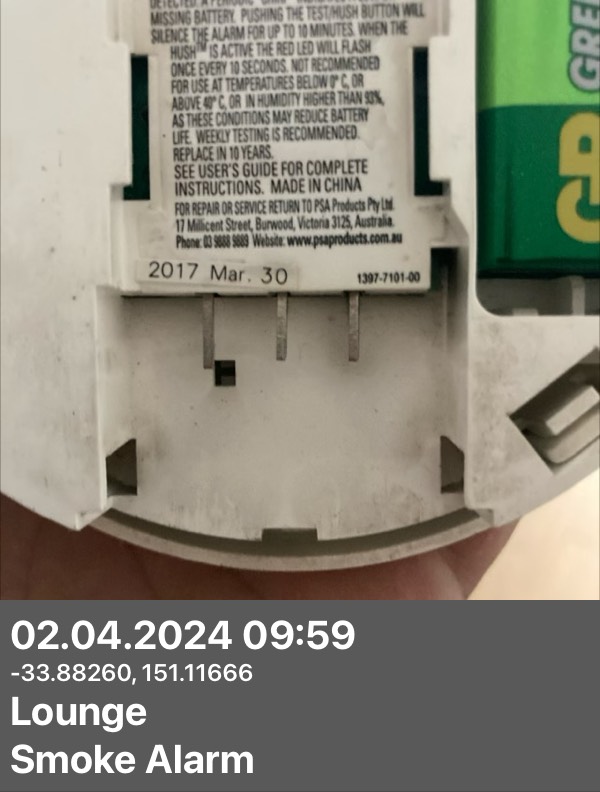 MISSING BATTERY. PUSHING THE TEST/HUSH BUTTON WILL
SILENCE THE ALARM FOR UP TO 10 MINUTES. WHEN THE
HUSH™ IS ACTIVE THE RED LED WILL FLASH
ONCE EVERY 10 SECONDS. NOT RECOMMENDED
FOR USE AT TEMPERATURES BELOW 0° C, OR
ABOVE 40° C, OR IN HUMIDITY HIGHER THAN 93%,
AS THESE CONDITIONS MAY REDUCE BATTERY
LIFE. WEEKLY TESTING IS RECOMMENDED.
REPLACE IN 10 YEARS.
SEE USER'S GUIDE FOR COMPLETE
INSTRUCTIONS. MADE IN CHINA
FOR REPAIR OR SERVICE RETURN TO PSA Products Pty Ltd.
17 Millicent Street, Burwood, Victoria 3125, Australia.
Phone: 03 9888 9889 Website: www.psaproducts.com.au
2017 Mar. 30
1397-7101-00
GP
02.04.2024 09:59
-33.88260, 151.11666
Lounge
Smoke Alarm